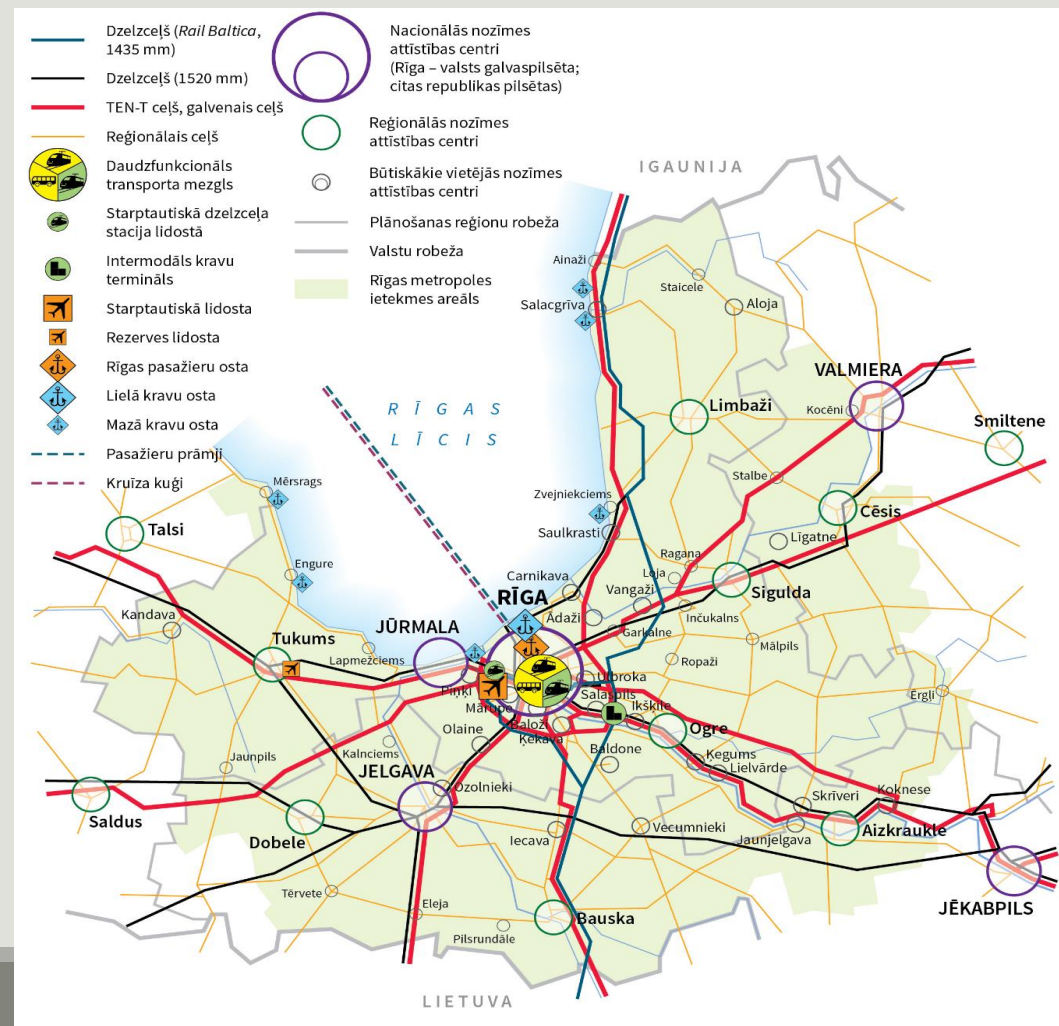 Dzelzceļš (Rail Baltica,
1435 mm)
Dzelzceļš (1520 mm)
TEN-T ceļš, galvenais ceļš
Reģionālais ceļš
Daudzfunkcionāls
transporta mezgls
Starptautiskā dzelzceļa
stacija lidostā
Intermodāls kravu
termināls
Starptautiskā lidosta
Rezerves lidosta
Rīgas pasažieru osta
Lielā kravu osta
Mazā kravu osta
Pasažieru prāmji
Kruīza kuģi
Nacionālās nozīmes
attīstības centri
(Rīga – valsts galvaspilsēta;
citas republikas pilsētas)
Reģionālās nozīmes
attīstības centri
Būtiskākie vietējās nozīmes
attīstības centri
Plānošanas reģionu robeža
Valstu robeža
Rīgas metropoles
ietekmes areāls
IGAUNIJA
Ainaži
Staicele
Salacgrīva
Aloja
VALMIERA
Kocēni
Limbaži
Smiltene
RĪGAS
LĪCIS
Mērsrags
Stalbe
Zvejniekciems
Cēsis
Talsi
Saulkrasti
Līgatne
Ragana
Engure
Loja
Carnikava
Vangaži
Sigulda
RĪGA
Kandava
Ādaži
Inčukalns
JŪRMALA
Garkalne
Tukums
Mālpils
Lapmežciems
Ropaži
Piņķi
Ulbroka
Ērgļi
Mārupe
Salaspils
Ikšķile
Baloži
Ogre
Olaine
Ķekava
Kalnciems
Baldone
Jaunpils
Ķegums
Lielvārde
JELGAVA
Ozolnieki
Skrīveri
Koknese
Saldus
Vecumnieki
Aizkraukle
Dobele
Iecava
Jaunjelgava
Tērvete
Eleja
Bauska
JĒKABPILS
Pilsrundāle
LIETUVA